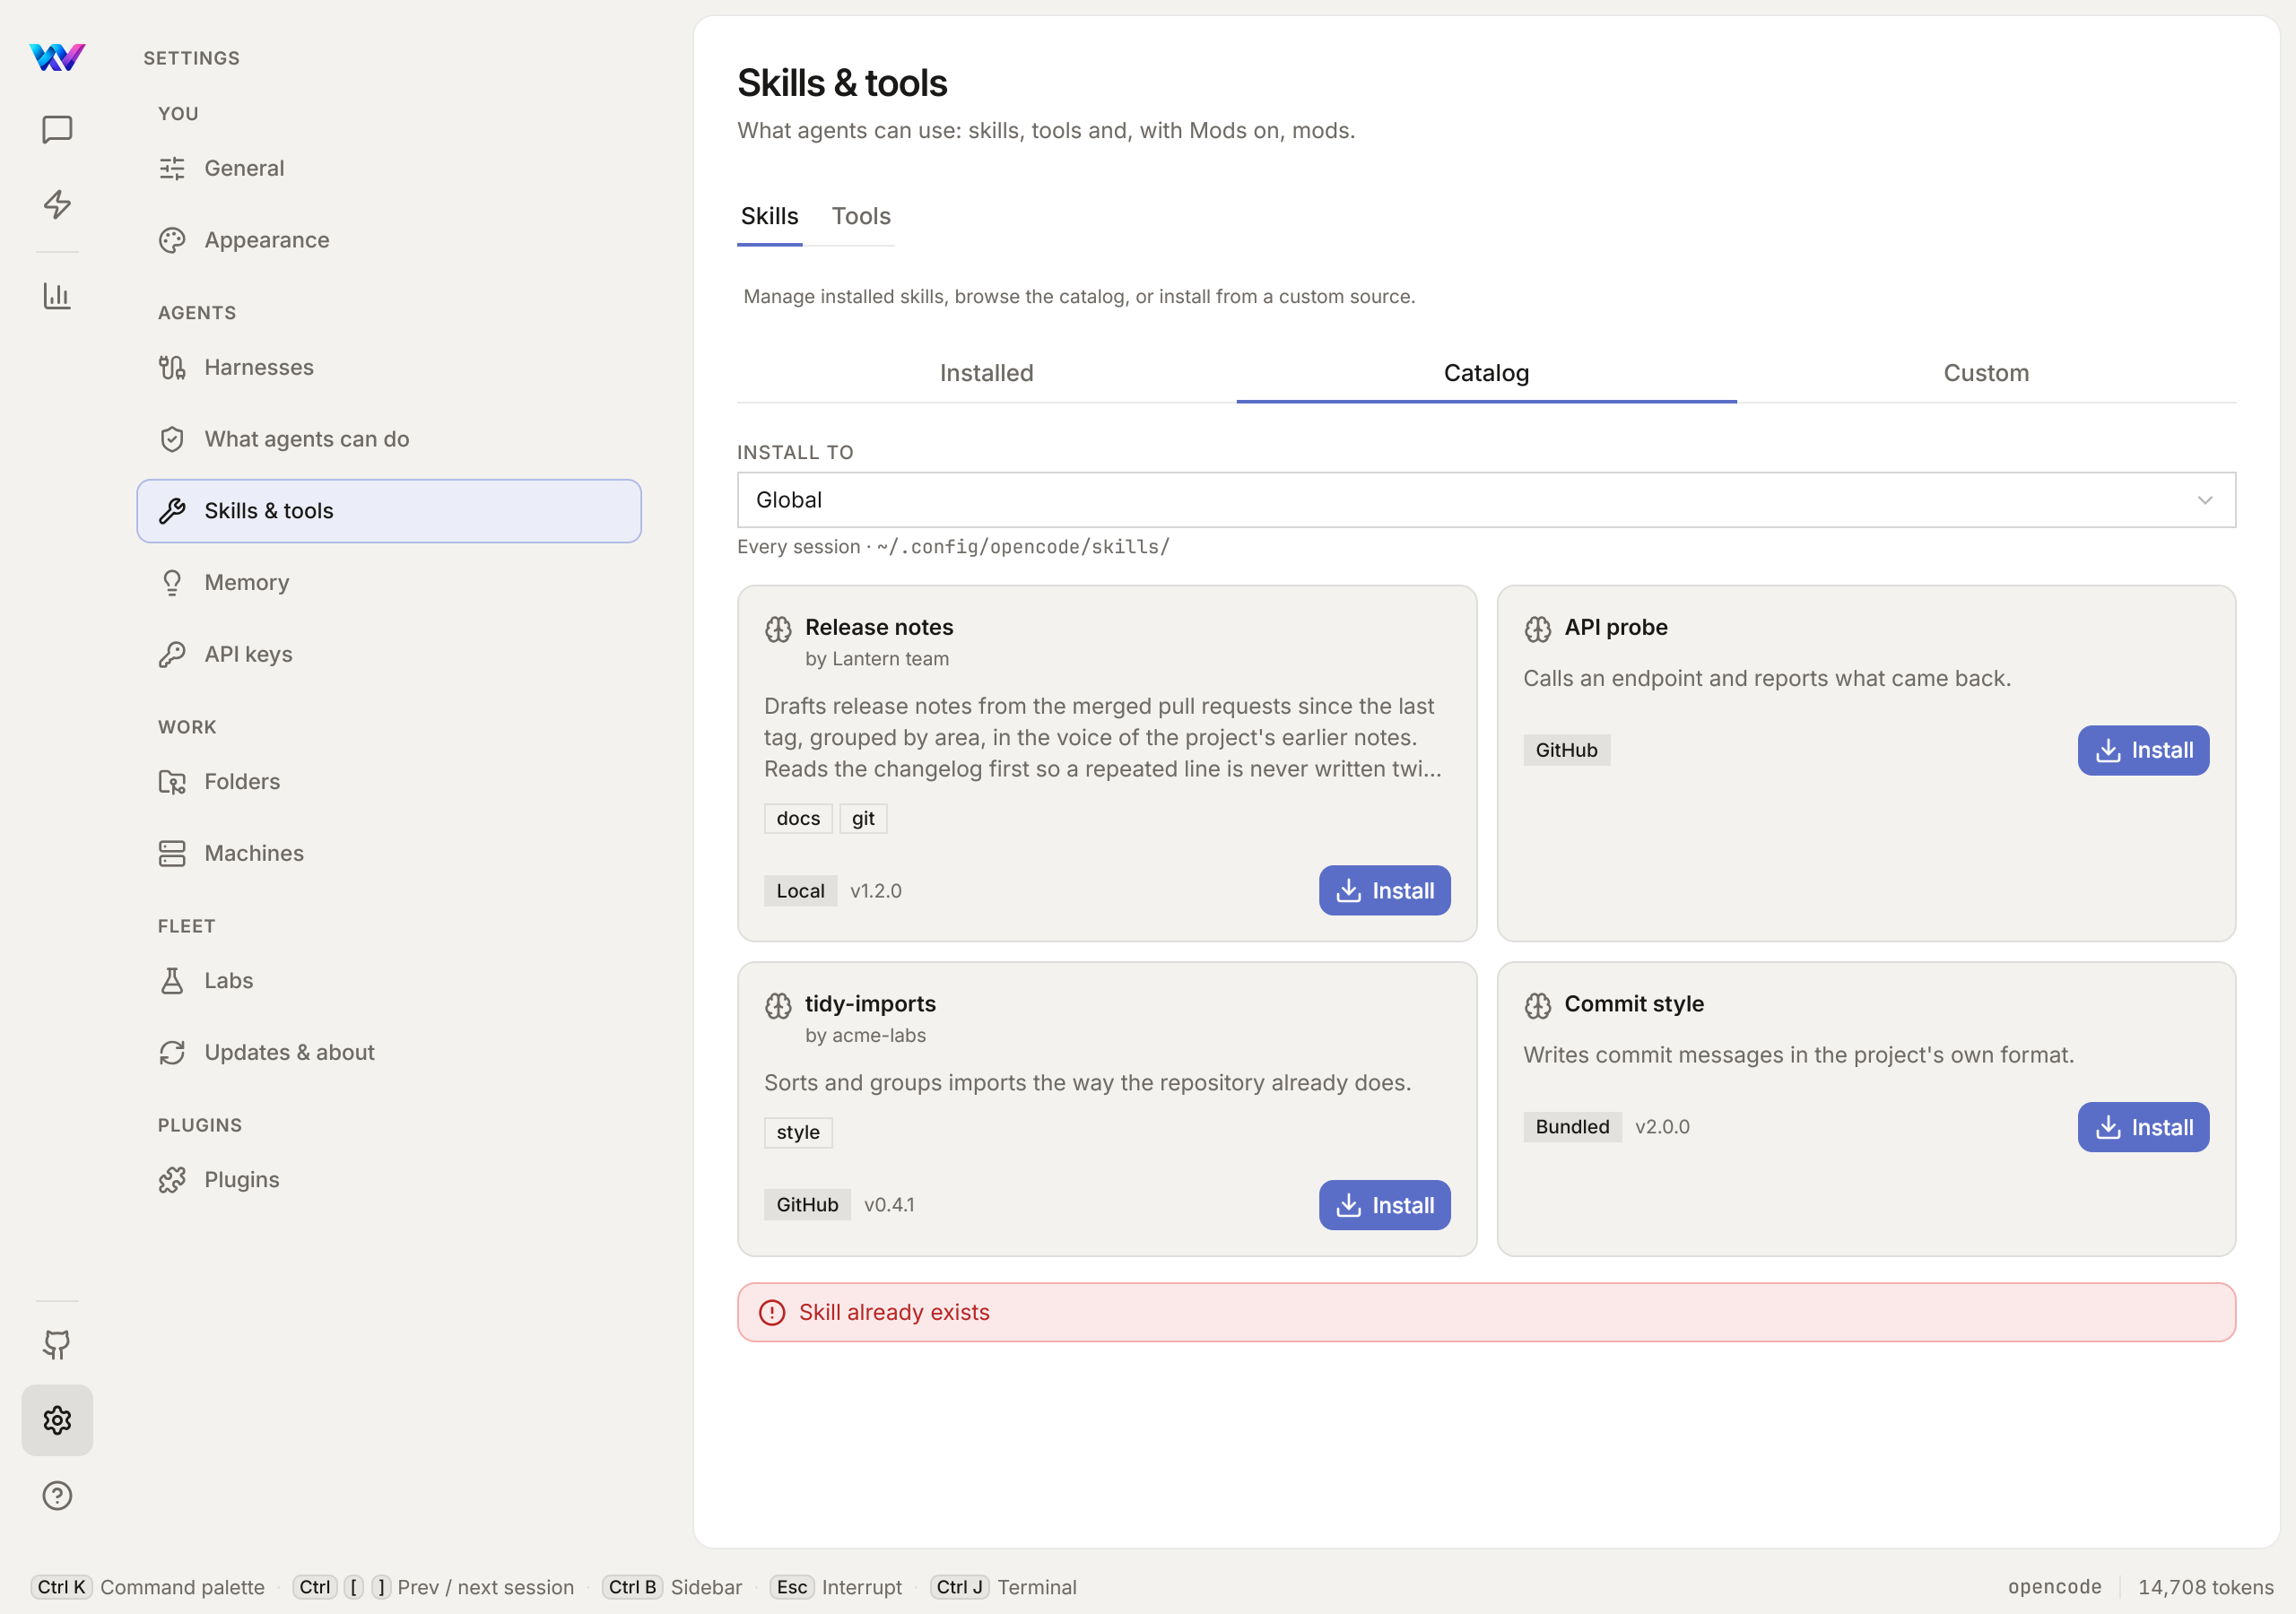 SETTINGS
YOU
General
Appearance
AGENTS
Harnesses
What agents can do
Skills & tools
Memory
API keys
WORK
Folders
Machines
FLEET
Labs
Updates & about
PLUGINS
Plugins
Skills & tools
What agents can use: skills, tools and, with Mods on, mods.
Skills Tools
Manage installed skills, browse the catalog, or install from a custom source.
Installed Catalog Custom
INSTALL TO
Global
Every session · ~/.config/opencode/skills/
Release notes
by Lantern team
Drafts release notes from the merged pull requests since the last
tag, grouped by area, in the voice of the project's earlier notes.
Reads the changelog first so a repeated line is never written twi...
docs git
Local v1.2.0 Install
API probe
Calls an endpoint and reports what came back.
GitHub Install
tidy-imports
by acme-labs
Sorts and groups imports the way the repository already does.
style
GitHub v0.4.1 Install
Commit style
Writes commit messages in the project's own format.
Bundled v2.0.0 Install
Skill already exists
Ctrl K Command palette · Ctrl [ ] Prev / next session · Ctrl B Sidebar · Esc Interrupt · Ctrl J Terminal
opencode 14,708 tokens